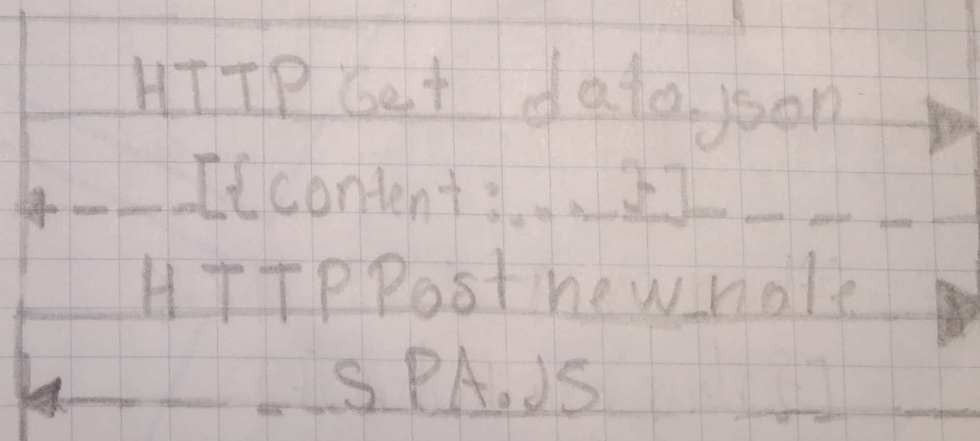 HTTP Get data.json
[{content:...}]
HTTP Post new_note
SPA.JS